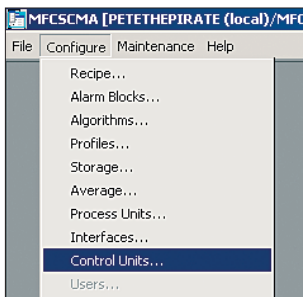 MFCSCMA [PETETHEPIRATE (local)/MFC
File Configure Maintenance Help
Recipe...
Alarm Blocks...
Algorithms...
Profiles...
Storage...
Average...
Process Units...
Interfaces...
Control Units...
Users...